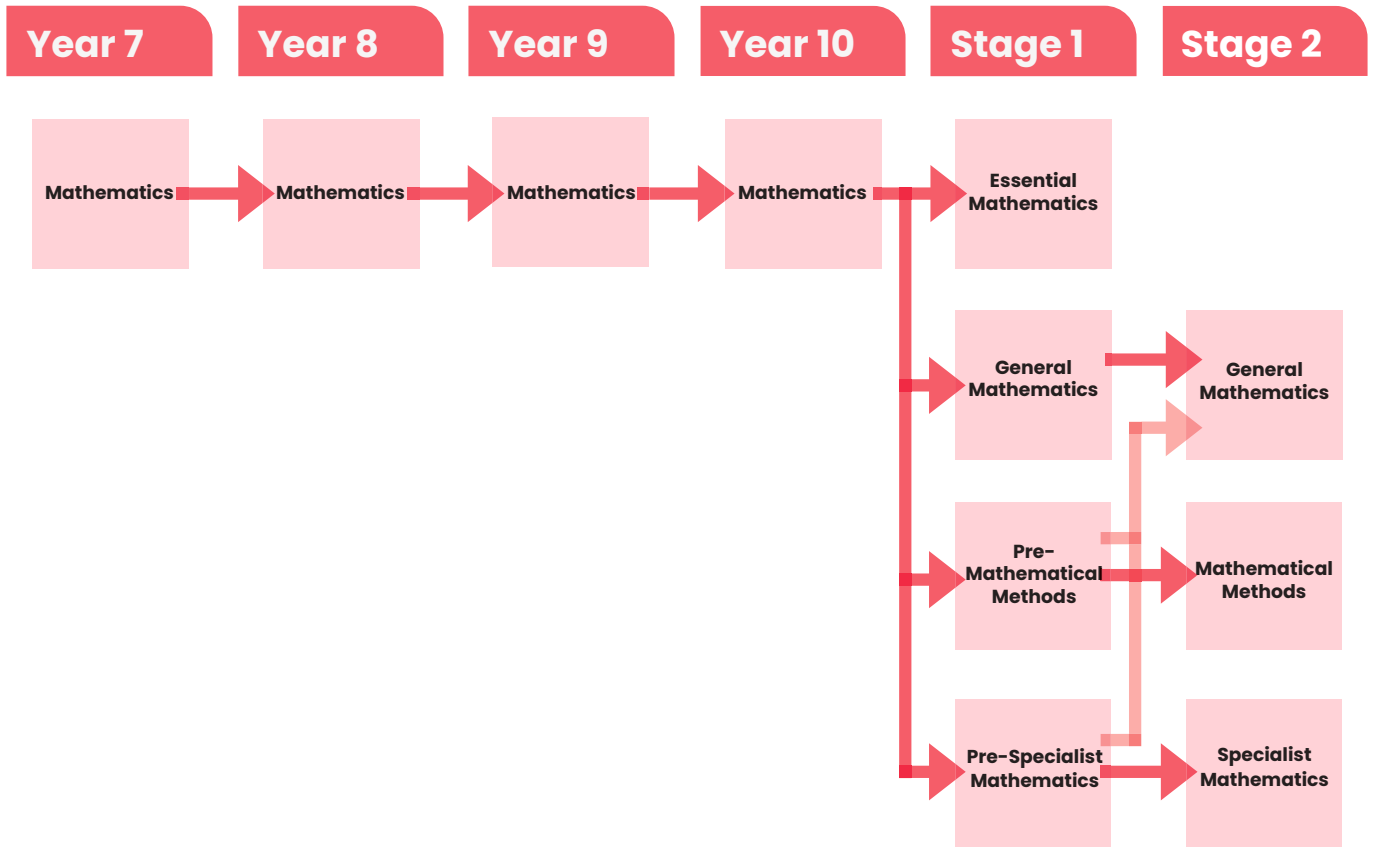 Year 7
Year 8
Year 9
Year 10
Stage 1
Stage 2
Mathematics
Mathematics
Mathematics
Mathematics
Essential
Mathematics
General
Mathematics
General
Mathematics
Pre-
Mathematical
Methods
Mathematical
Methods
Pre-Specialist
Mathematics
Specialist
Mathematics